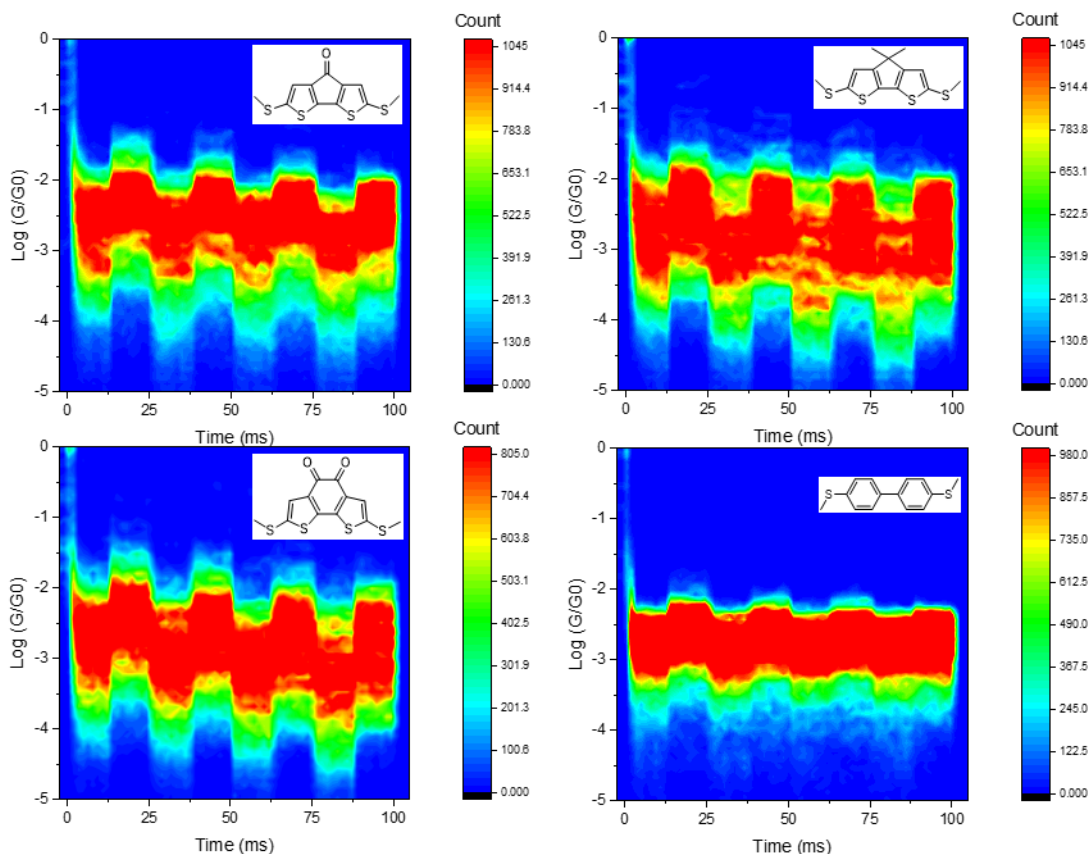 Count
0
-1
-2
-3
-4
-5
Log (G/G0)
0
25
50
75
100
Time (ms)
1045
914.4
783.8
653.1
522.5
391.9
261.3
130.6
0.000
O
S
S
S
S
Count
0
-1
-2
-3
-4
-5
Log (G/G0)
0
25
50
75
100
Time (ms)
1045
914.4
783.8
653.1
522.5
391.9
261.3
130.6
0.000
S
S
S
S
Count
0
-1
-2
-3
-4
-5
Log (G/G0)
0
25
50
75
100
Time (ms)
805.0
704.4
603.8
503.1
402.5
301.9
201.3
100.6
0.000
O
O
S
S
S
S
Count
0
-1
-2
-3
-4
-5
Log (G/G0)
0
25
50
75
100
Time (ms)
980.0
857.5
735.0
612.5
490.0
367.5
245.0
122.5
0.000
S
S